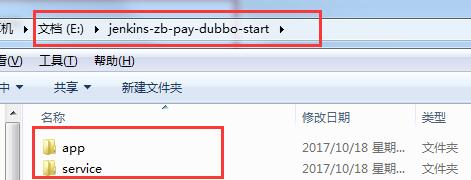 机 ▸ 文档 (E:) ▸ jenkins-zb-pay-dubbo-start ▸
看(V) 工具(T) 帮助(H)
中 ▾ 共享 ▾ 新建文件夹
名称 修改日期 类型
app 2017/10/18 星期... 文件夹
service 2017/10/18 星期... 文件夹